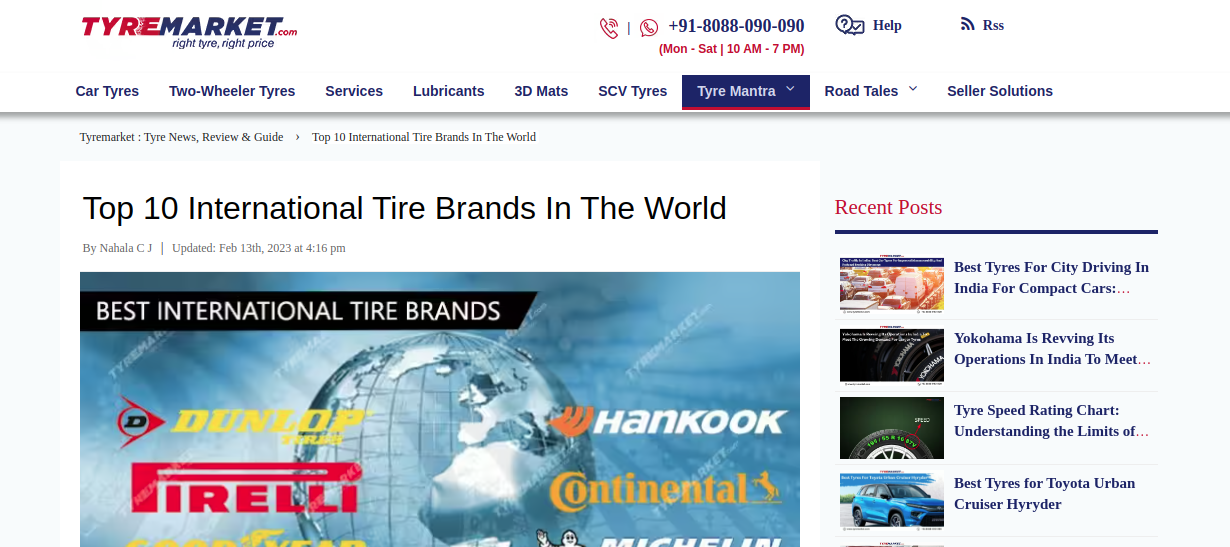 TYREMARKET.com
right tyre, right price
| +91-8088-090-090
(Mon - Sat | 10 AM - 7 PM)
Help
Rss
Car Tyres
Two-Wheeler Tyres
Services
Lubricants
3D Mats
SCV Tyres
Tyre Mantra
Road Tales
Seller Solutions
Tyremarket : Tyre News, Review & Guide › Top 10 International Tire Brands In The World
Top 10 International Tire Brands In The World
By Nahala C J | Updated: Feb 13th, 2023 at 4:16 pm
BEST INTERNATIONAL TIRE BRANDS
DUNLOP
TIRES
HANKOOK
PIRELLI
Continental
GOODYEAR
MICHELIN
Recent Posts
Best Tyres For City Driving In
India For Compact Cars:…
Yokohama Is Revving Its
Operations In India To Meet…
YOKOHAMA
Tyre Speed Rating Chart:
Understanding the Limits of…
SPEED
Best Tyres for Toyota Urban
Cruiser Hyryder